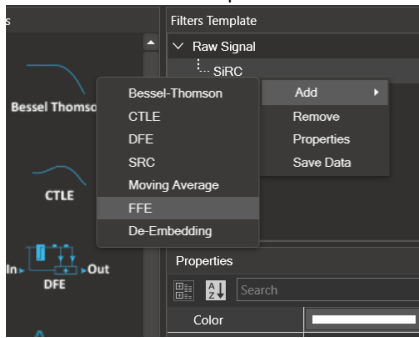 s
Filters Template
Raw Signal
SiRC
Bessel Thomso
Bessel-Thomson
CTLE
DFE
SRC
Moving Average
FFE
De-Embedding
Add
Remove
Properties
Save Data
CTLE
In
Out
DFE
Properties
Search
Color